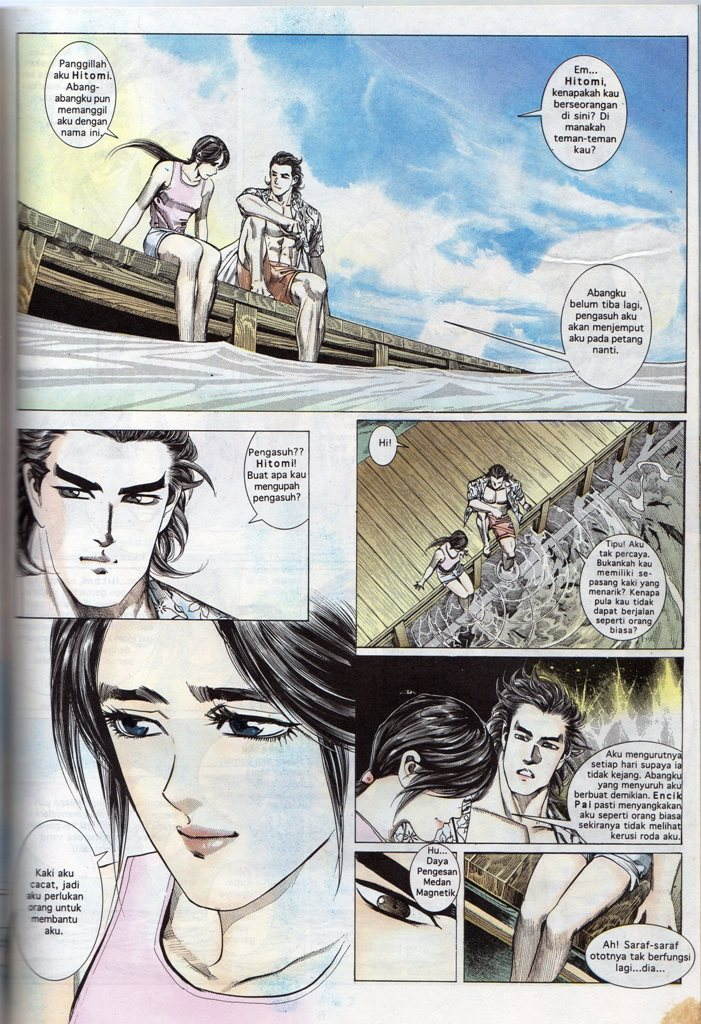 Panggillah
aku Hitomi.
Abang-
abangku pun
memanggil
aku dengan
nama ini.
Em...
Hitomi,
kenapakah kau
berseorangan
di sini? Di
manakah
teman-teman
kau?
Abangku
belum tiba lagi,
pengasuh aku
akan menjemput
aku pada petang
nanti.
Pengasuh??
Hitomi!
Buat apa kau
mengupah
pengasuh?
Hi!
Tipu! Aku
tak percaya.
Bukankah kau
memiliki se-
pasang kaki yang
menarik? Kenapa
pula kau tidak
dapat berjalan
seperti orang
biasa?
Kaki aku
cacat, jadi
aku perlukan
orang untuk
membantu
aku.
Aku mengurutnya
setiap hari supaya ia
tidak kejang. Abangku
yang menyuruh aku
berbuat demikian. Encik
Pai pasti menyangkakan
aku seperti orang biasa
sekiranya tidak melihat
kerusi roda aku.
Hu...
Daya
Pengesan
Medan
Magnetik
Ah! Saraf-saraf
ototnya tak berfungsi
lagi...dia...